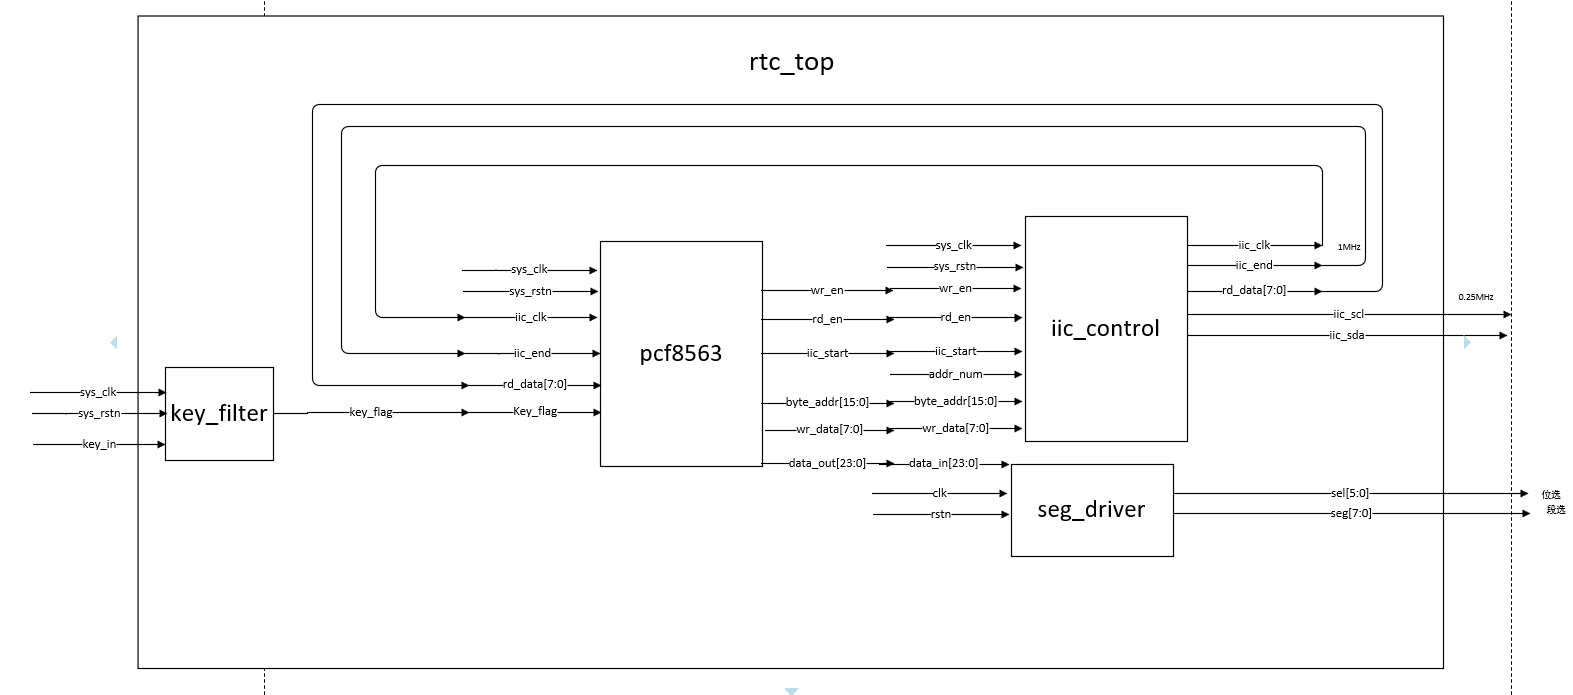 rtc_top
sys_clk
sys_rstn
key_in
key_filter
key_flag
sys_clk
sys_rstn
iic_clk
iic_end
rd_data[7:0]
Key_flag
pcf8563
wr_en
rd_en
iic_start
byte_addr[15:0]
wr_data[7:0]
data_out[23:0]
sys_clk
sys_rstn
wr_en
rd_en
iic_start
addr_num
byte_addr[15:0]
wr_data[7:0]
iic_control
iic_clk
1MHz
iic_end
rd_data[7:0]
0.25MHz
iic_scl
iic_sda
data_in[23:0]
clk
rstn
seg_driver
sel[5:0]
位选
seg[7:0]
段选